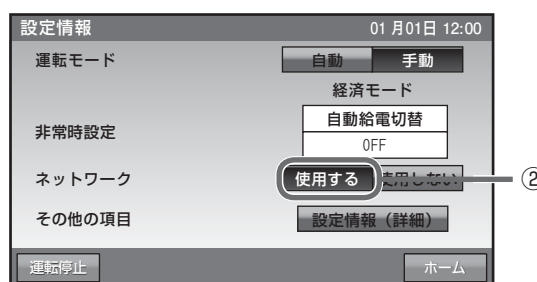 設定情報 01月01日 12:00
運転モード 自動 手動
経済モード
非常時設定 自動給電切替
OFF
ネットワーク 使用する 使用しない ②
その他の項目 設定情報（詳細）
運転停止 ホーム